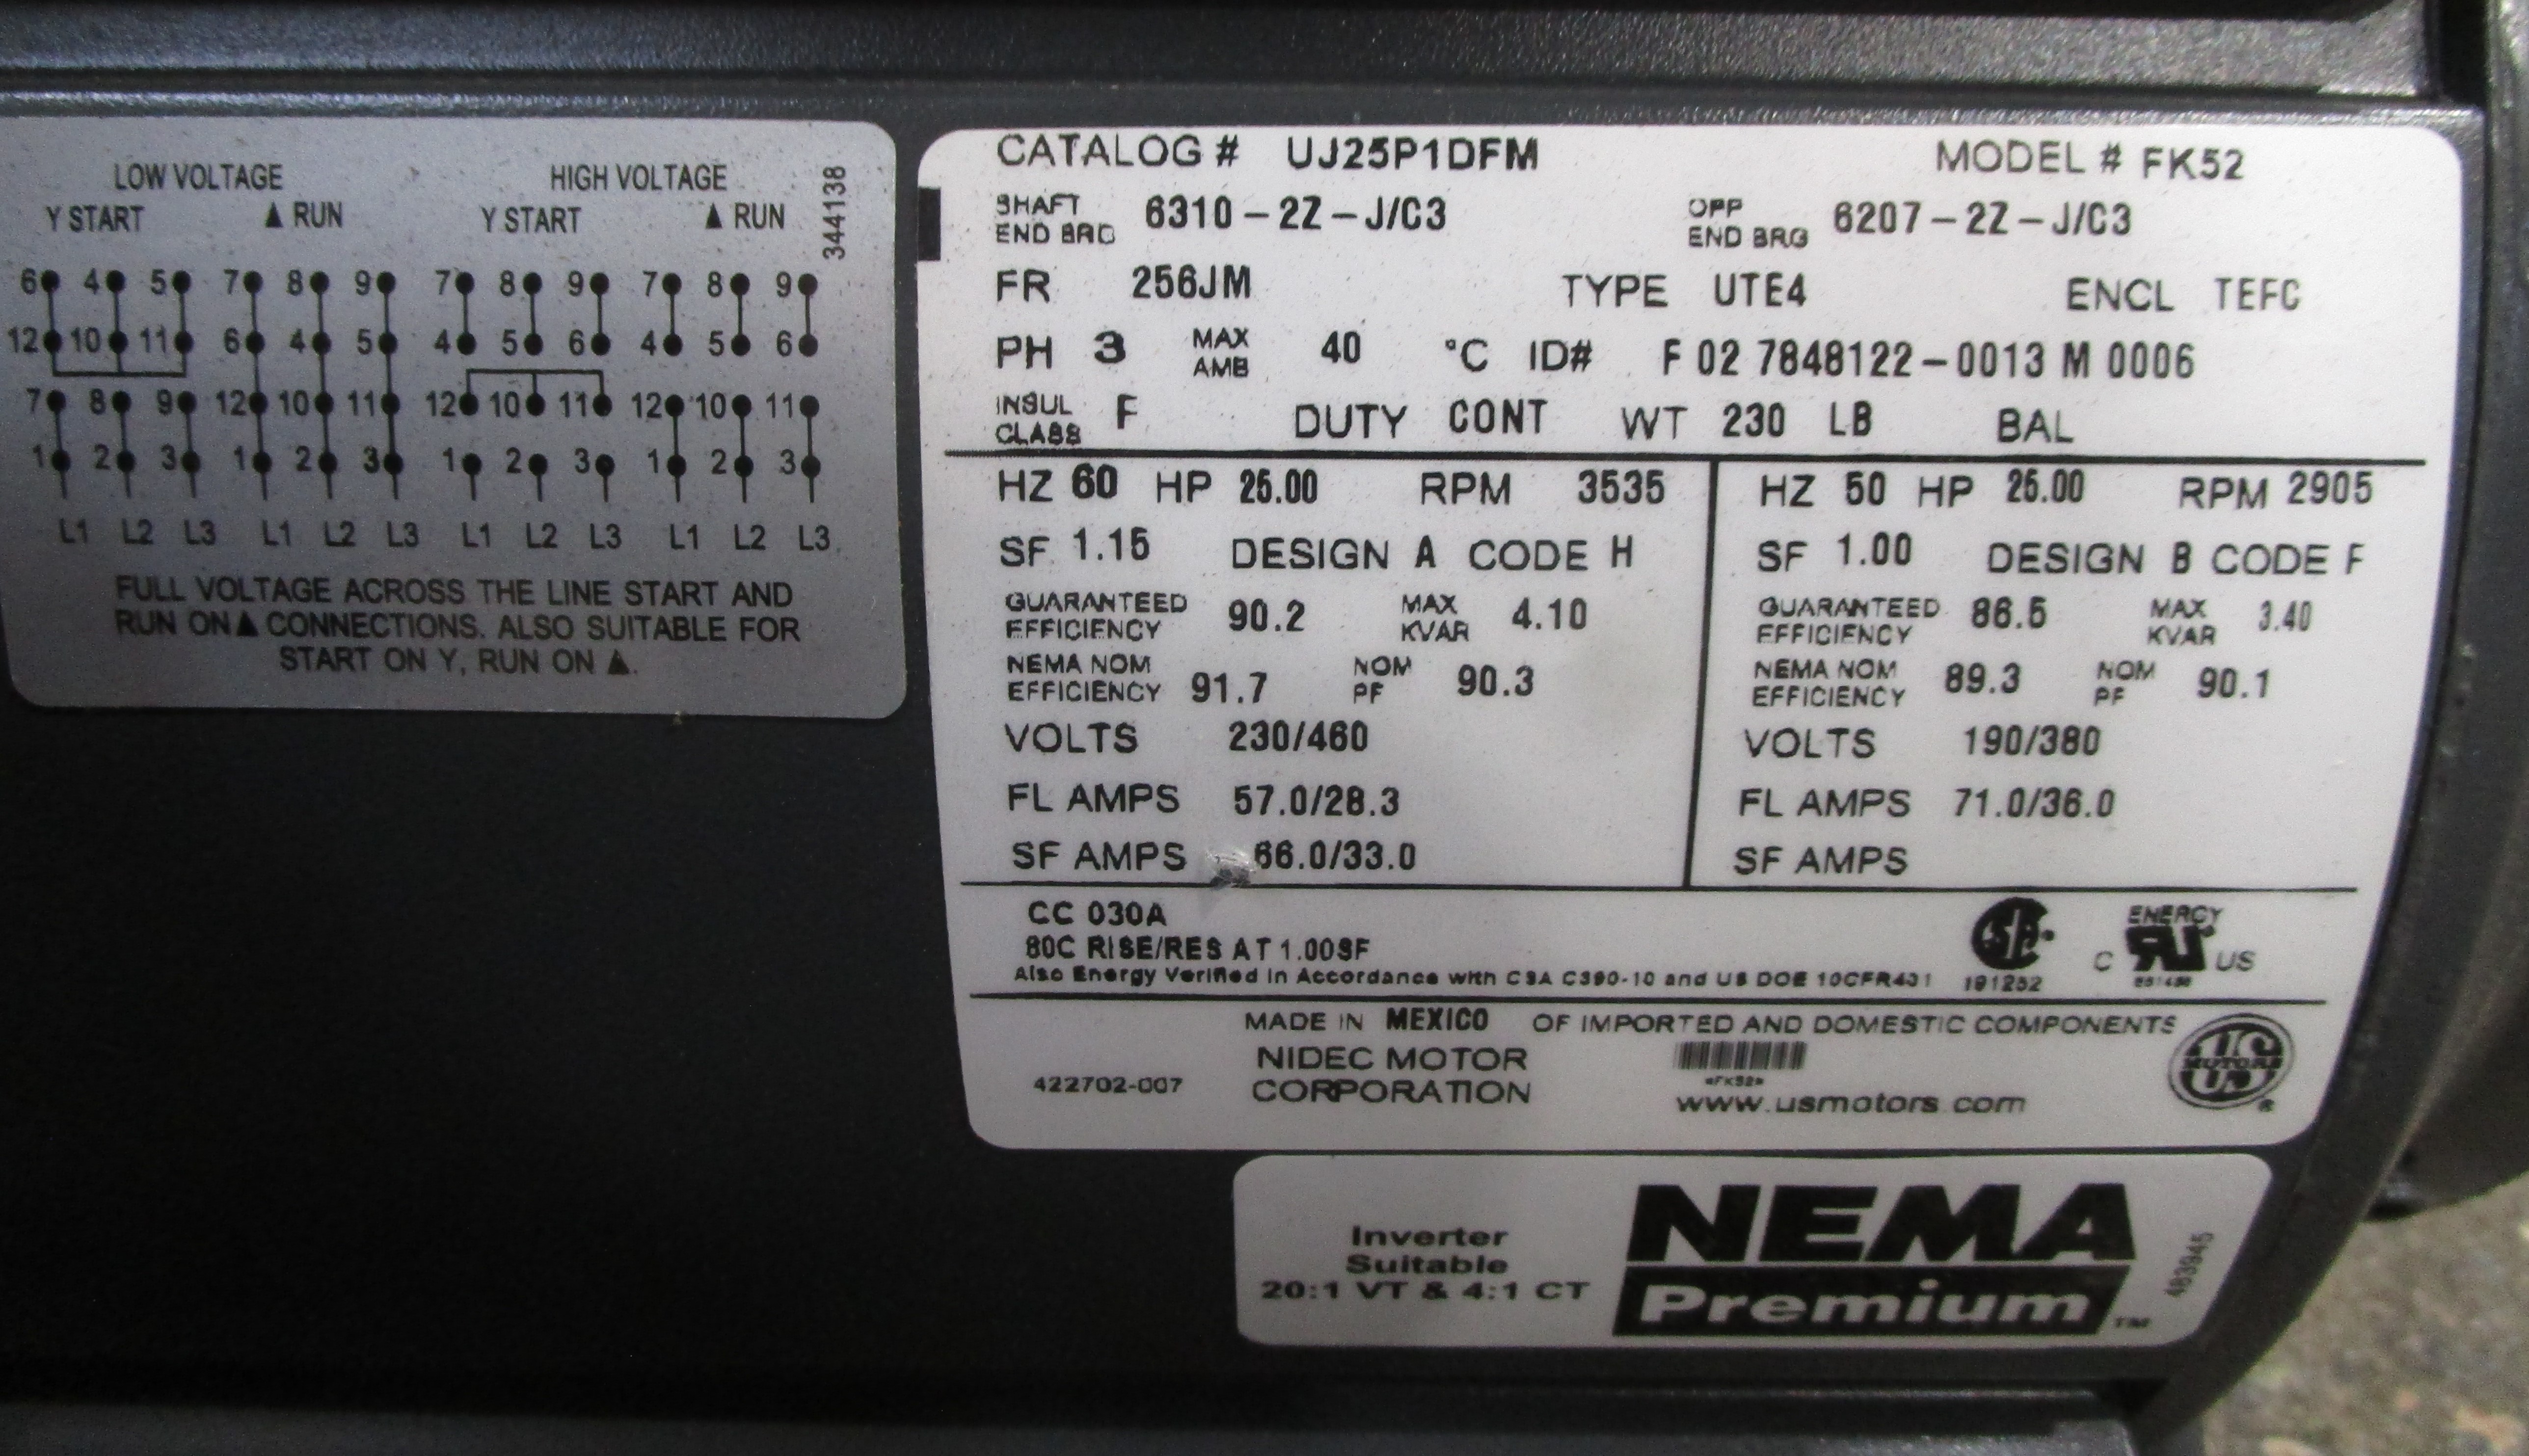 LOW VOLTAGE HIGH VOLTAGE
Y START ▲ RUN Y START ▲ RUN
344138
6 4 5 7 8 9 7 8 9 7 8 9
12 10 11 6 4 5 4 5 6 4 5 6
7 8 9 12 10 11 12 10 11 12 10 11
1 2 3 1 2 3 1 2 3 1 2 3
L1 L2 L3 L1 L2 L3 L1 L2 L3 L1 L2 L3
FULL VOLTAGE ACROSS THE LINE START AND
RUN ON ▲ CONNECTIONS. ALSO SUITABLE FOR
START ON Y, RUN ON ▲.
CATALOG # UJ25P1DFM MODEL # FK52
SHAFT END BRG 6310-2Z-J/C3 OPP END BRG 6207-2Z-J/C3
FR 256JM TYPE UTE4 ENCL TEFC
PH 3 MAX AMB 40 °C ID# F 02 7848122-0013 M 0006
INSUL CLASS F DUTY CONT WT 230 LB BAL
HZ 60 HP 25.00 RPM 3535
SF 1.15 DESIGN A CODE H
GUARANTEED EFFICIENCY 90.2 MAX KVAR 4.10
NEMA NOM EFFICIENCY 91.7 NOM PF 90.3
VOLTS 230/460
FL AMPS 57.0/28.3
SF AMPS 66.0/33.0
HZ 50 HP 25.00 RPM 2905
SF 1.00 DESIGN B CODE F
GUARANTEED EFFICIENCY 86.5 MAX KVAR 3.40
NEMA NOM EFFICIENCY 89.3 NOM PF 90.1
VOLTS 190/380
FL AMPS 71.0/36.0
SF AMPS
CC 030A
80C RISE/RES AT 1.00SF
Also Energy Verified In Accordance with CSA C390-10 and US DOE 10CFR431
191252
ENERGY
C US
MADE IN MEXICO OF IMPORTED AND DOMESTIC COMPONENTS
422702-007
NIDEC MOTOR
CORPORATION
*FK52*
www.usmotors.com
US MOTORS ®
Inverter
Suitable
20:1 VT & 4:1 CT
NEMA
Premium™
483945